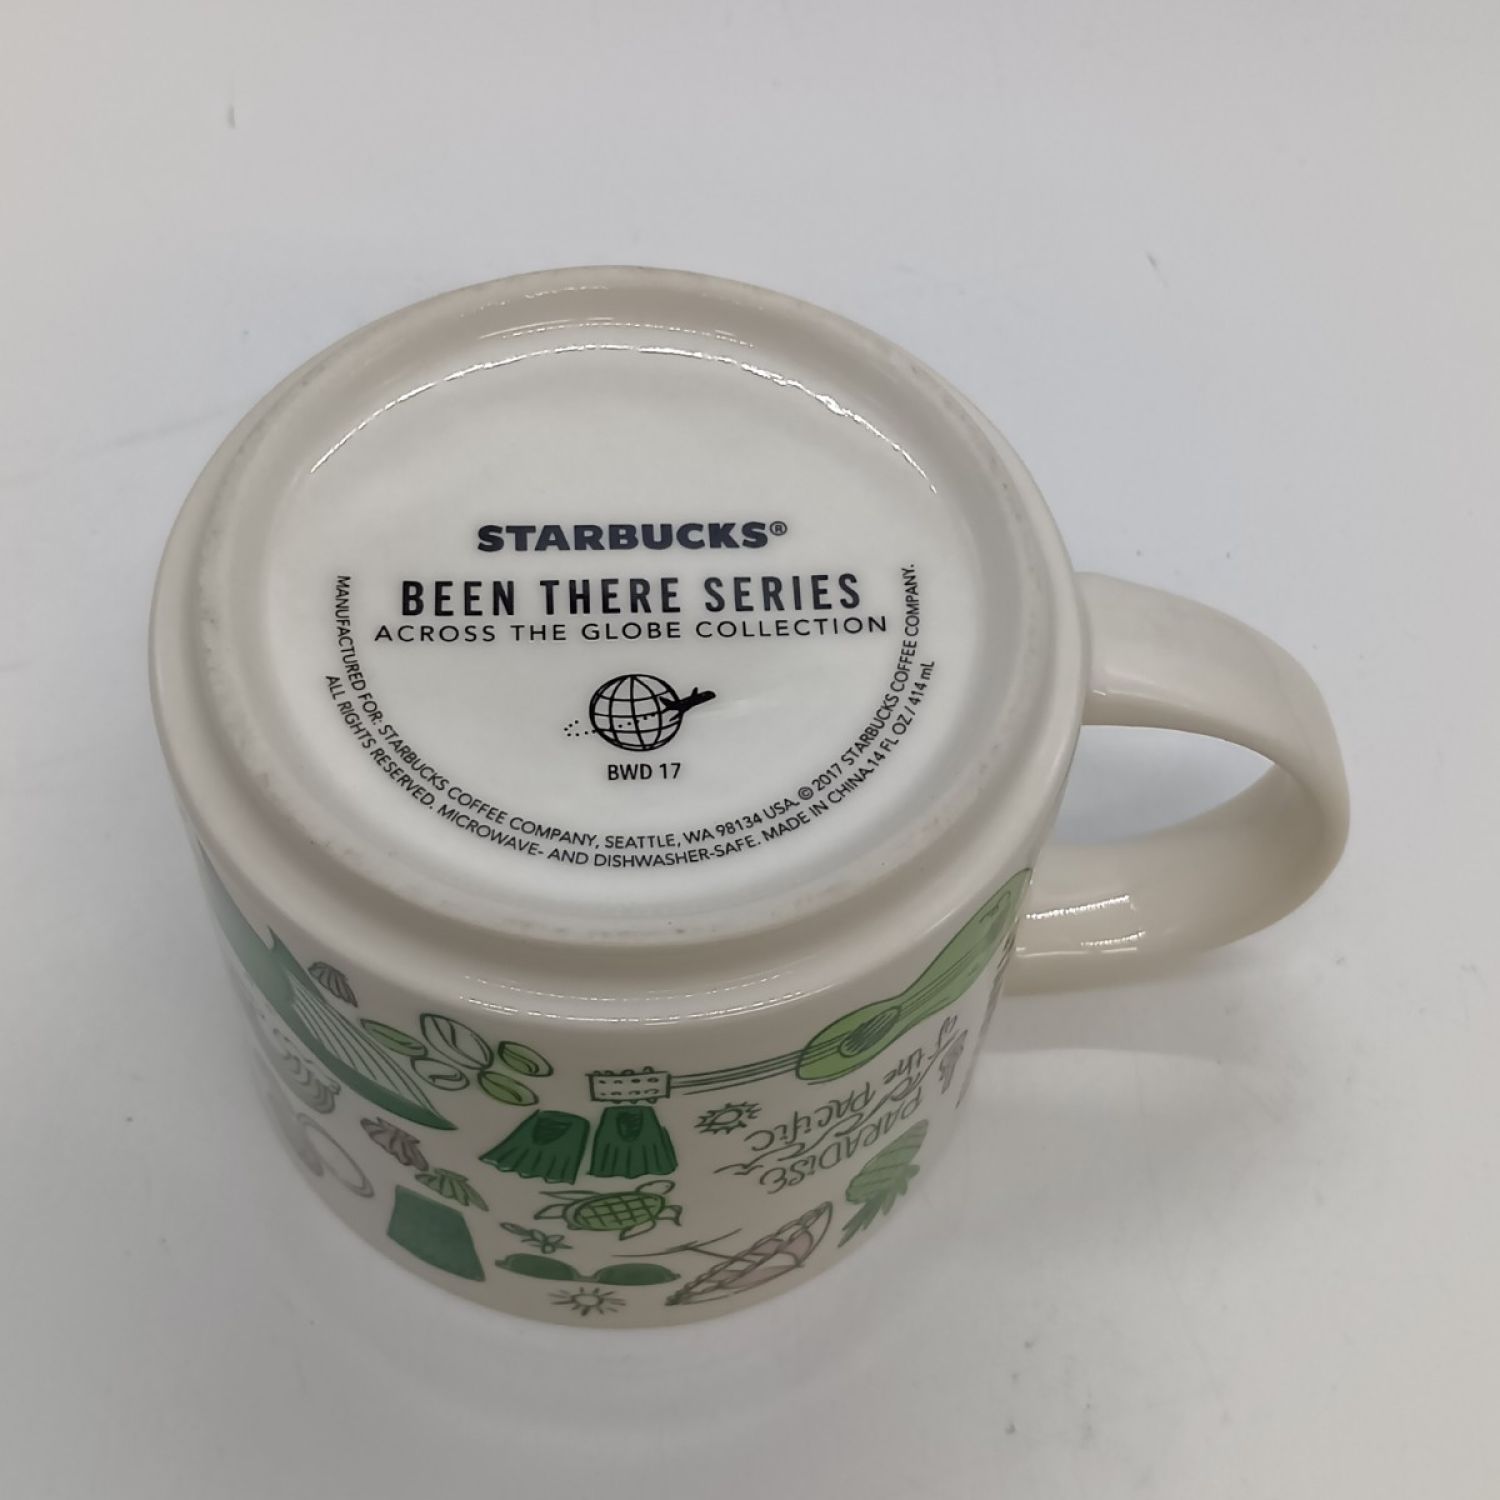 STARBUCKS®
BEEN THERE SERIES
ACROSS THE GLOBE COLLECTION
BWD 17
MANUFACTURED FOR: STARBUCKS COFFEE COMPANY, SEATTLE, WA 98134 USA. © 2017 STARBUCKS COFFEE COMPANY.
ALL RIGHTS RESERVED. MICROWAVE- AND DISHWASHER-SAFE. MADE IN CHINA.14 FL OZ / 414 mL
PARADISE
of the PACific